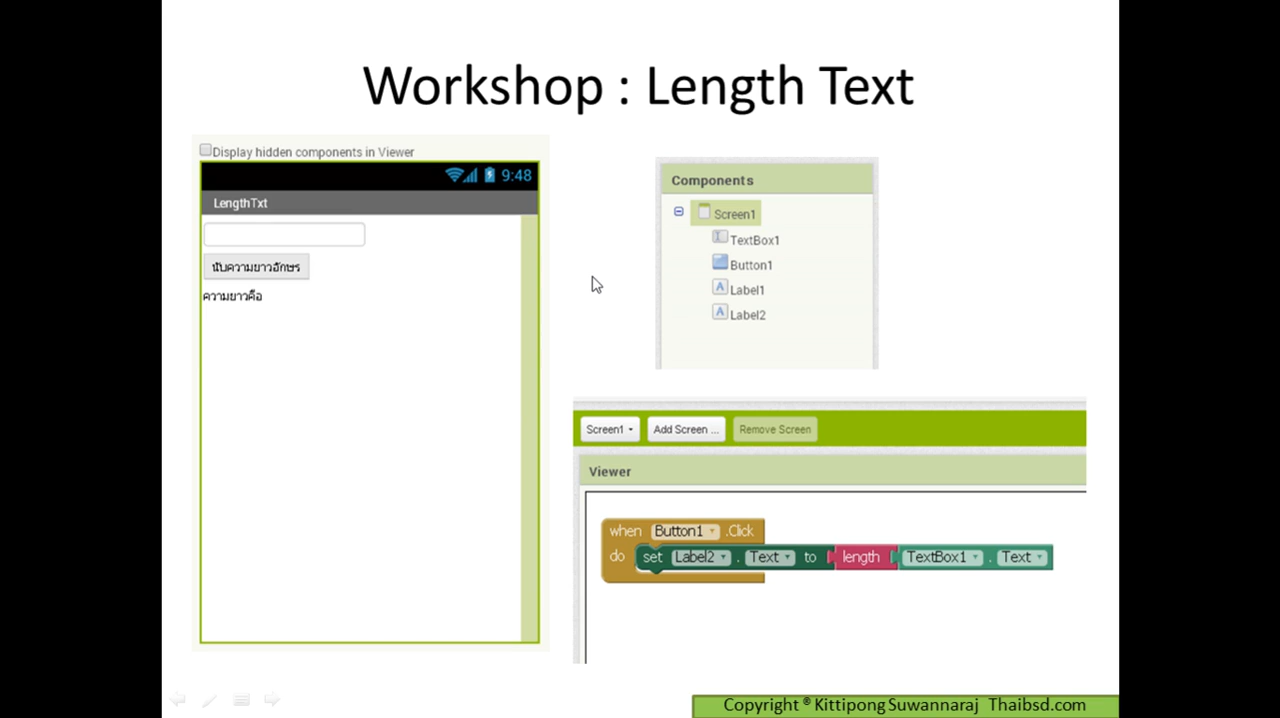 Workshop : Length Text
Display hidden components in Viewer
9:48
LengthTxt
นับความยาวอักษร
ความยาวคือ
Components
Screen1
TextBox1
Button1
Label1
Label2
Screen1 Add Screen ... Remove Screen
Viewer
when Button1 .Click
do set Label2 . Text to length TextBox1 . Text
Copyright ® Kittipong Suwannaraj Thaibsd.com